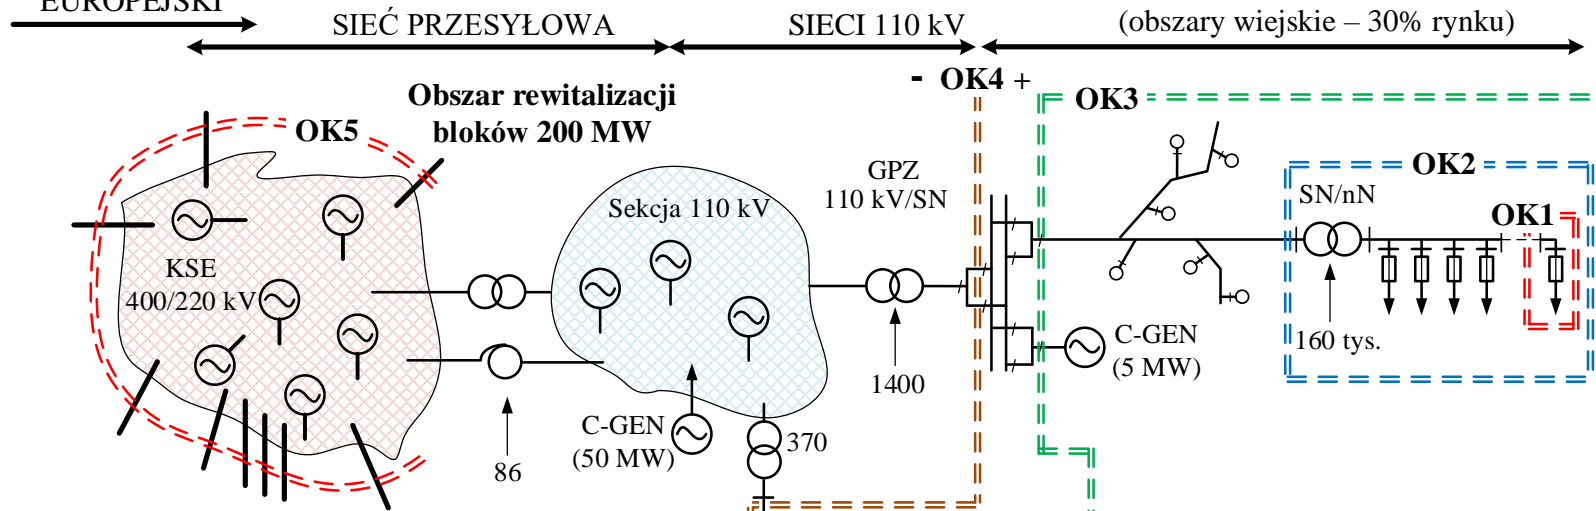 EUROPEJSKI
SIEĆ PRZESYŁOWA
SIECI 110 kV
(obszary wiejskie – 30% rynku)
- OK4 +
OK3
Obszar rewitalizacji
bloków 200 MW
OK5
GPZ
110 kV/SN
OK2
SN/nN
OK1
Sekcja 110 kV
KSE
400/220 kV
C-GEN
(5 MW)
160 tys.
1400
C-GEN
(50 MW)
370
86